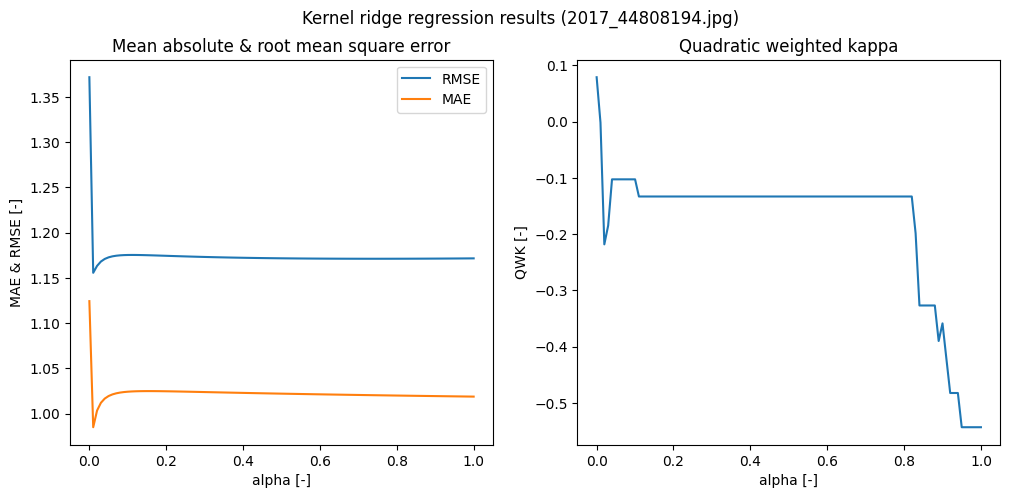 Kernel ridge regression results (2017_44808194.jpg)
Mean absolute & root mean square error
MAE & RMSE [-]
1.35
1.30
1.25
1.20
1.15
1.10
1.05
1.00
RMSE
MAE
0.0 0.2 0.4 0.6 0.8 1.0
alpha [-]
Quadratic weighted kappa
QWK [-]
0.1
0.0
−0.1
−0.2
−0.3
−0.4
−0.5
0.0 0.2 0.4 0.6 0.8 1.0
alpha [-]